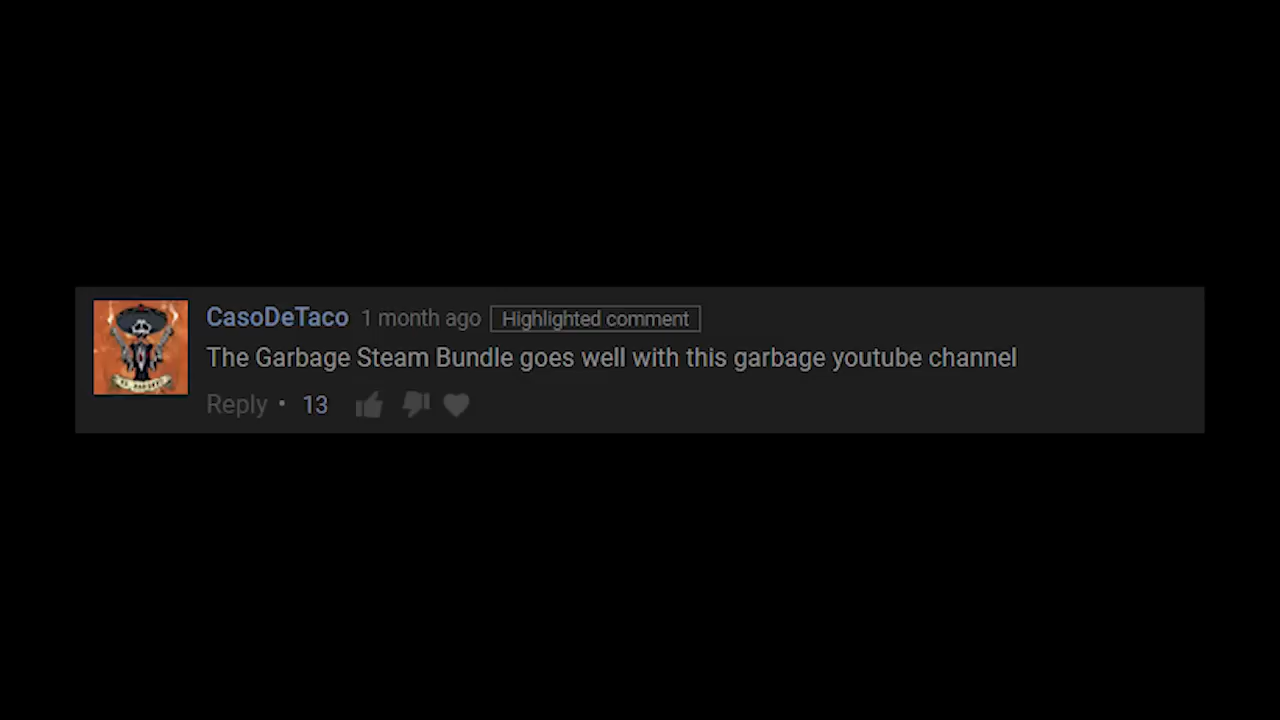 CasoDeTaco 1 month ago Highlighted comment
The Garbage Steam Bundle goes well with this garbage youtube channel
Reply • 13